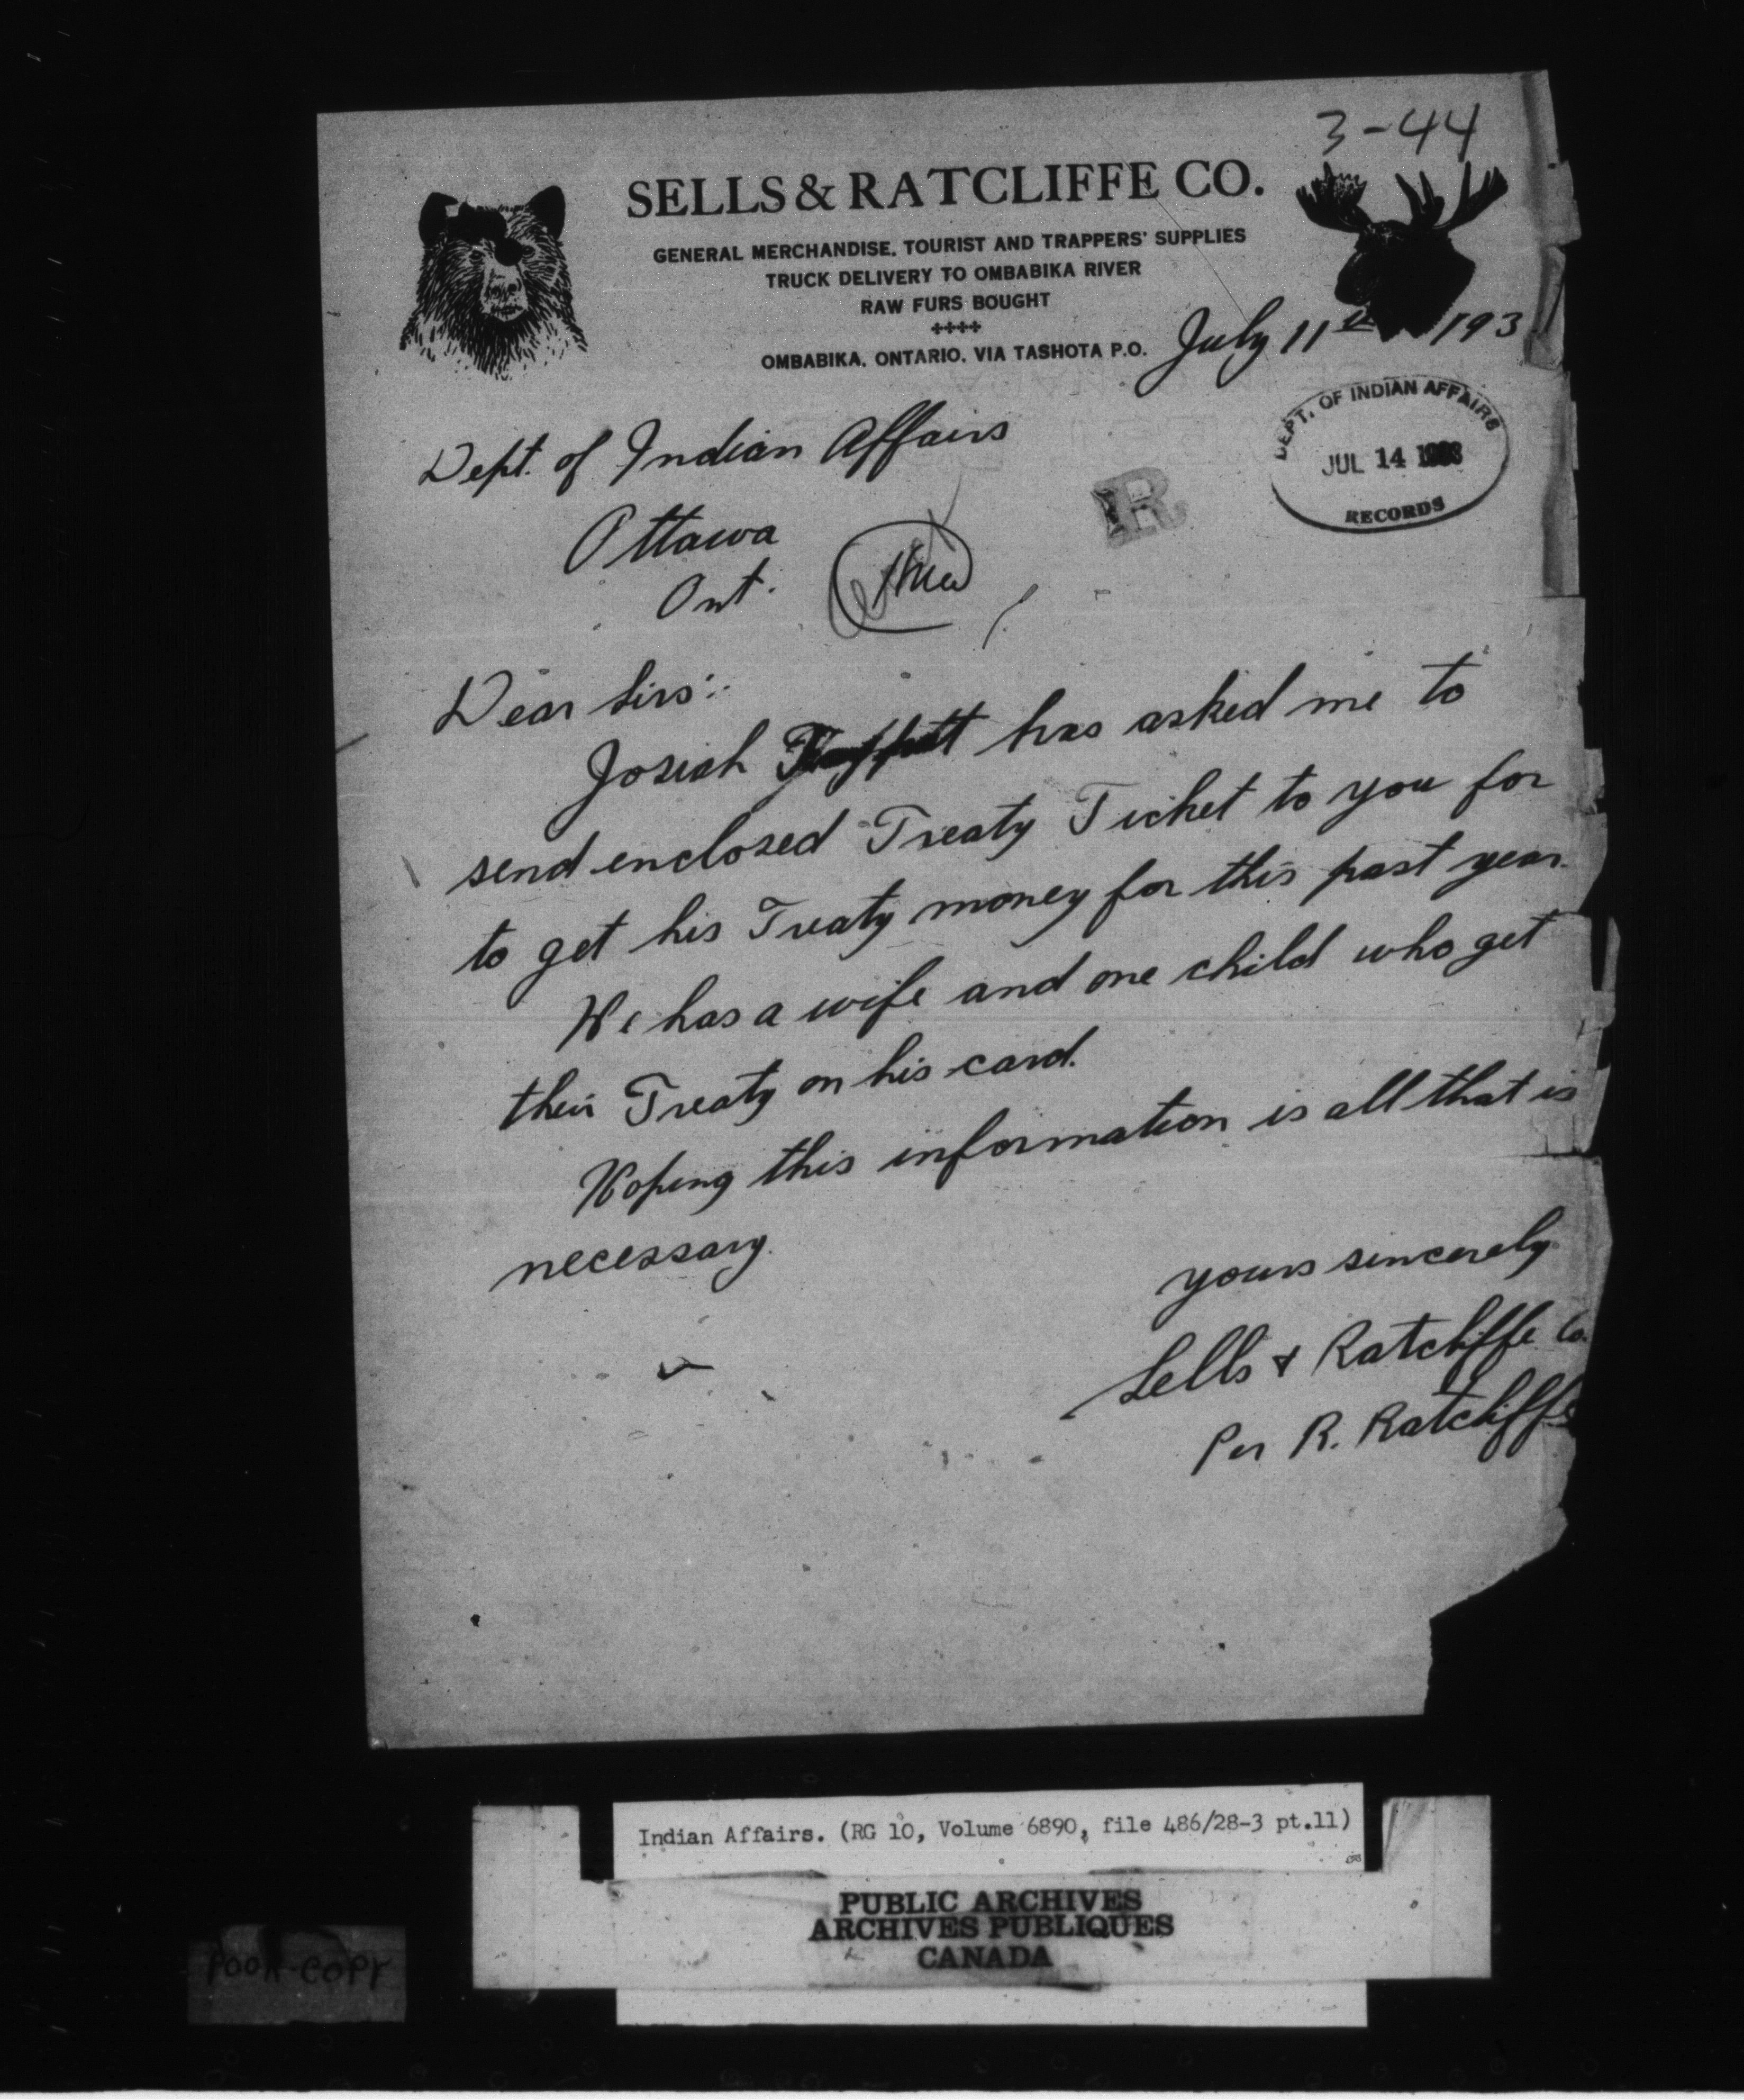 3-44
SELLS & RATCLIFFE CO.
GENERAL MERCHANDISE, TOURIST AND TRAPPERS' SUPPLIES
TRUCK DELIVERY TO OMBABIKA RIVER
RAW FURS BOUGHT
++++
OMBABIKA, ONTARIO, VIA TASHOTA P.O. July 11th 193
DEPT. OF INDIAN AFFAIRS
JUL 14
RECORDS
Dept. of Indian Affairs
Ottawa
Ont.
R
Dear Sirs:
Josiah has asked me to
send enclosed Treaty Ticket to you for
to get his Treaty money for this past year.
He has a wife and one child who get
their Treaty on his card.
Hoping this information is all that is
necessary.
yours sincerely
Sells & Ratcliffe Co.
Per R. Ratcliffe
Indian Affairs. (RG 10, Volume 6890, file 486/28-3 pt.11)
PUBLIC ARCHIVES
ARCHIVES PUBLIQUES
CANADA
POOR COPY